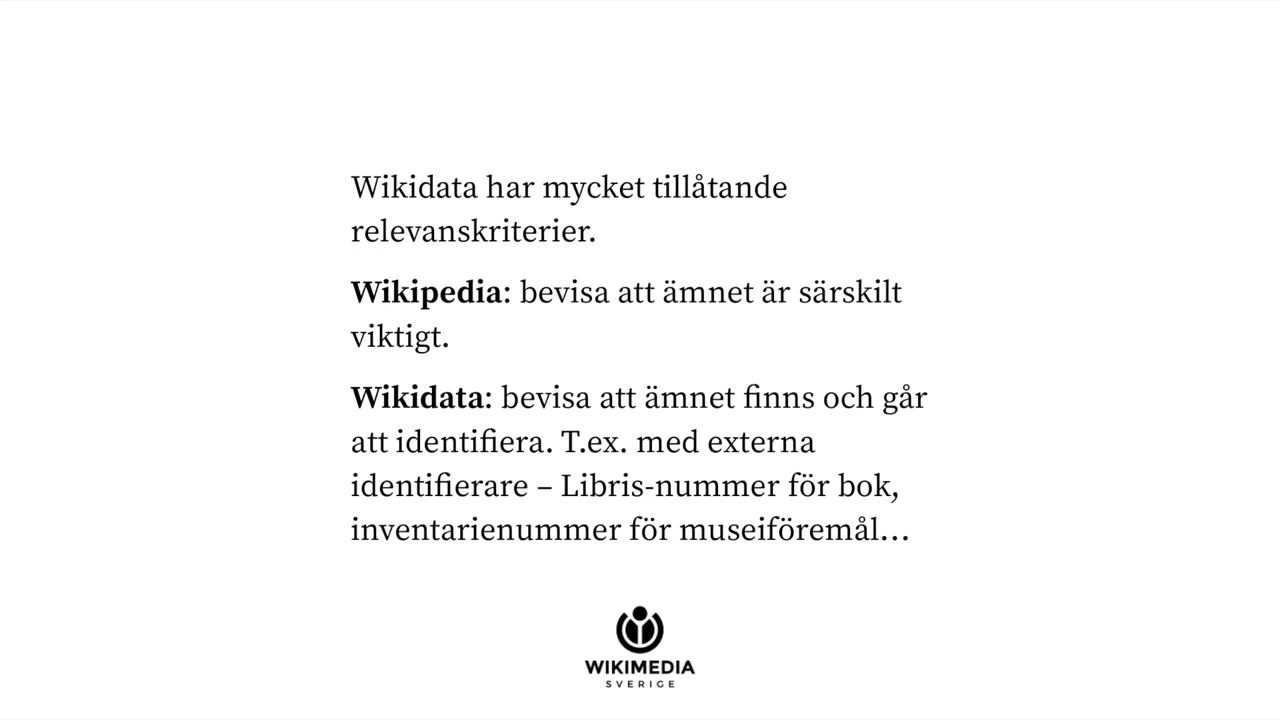 Wikidata har mycket tillåtande
relevanskriterier.
Wikipedia: bevisa att ämnet är särskilt
viktigt.
Wikidata: bevisa att ämnet finns och går
att identifiera. T.ex. med externa
identifierare – Libris-nummer för bok,
inventarienummer för museiföremål…
WIKIMEDIA
SVERIGE